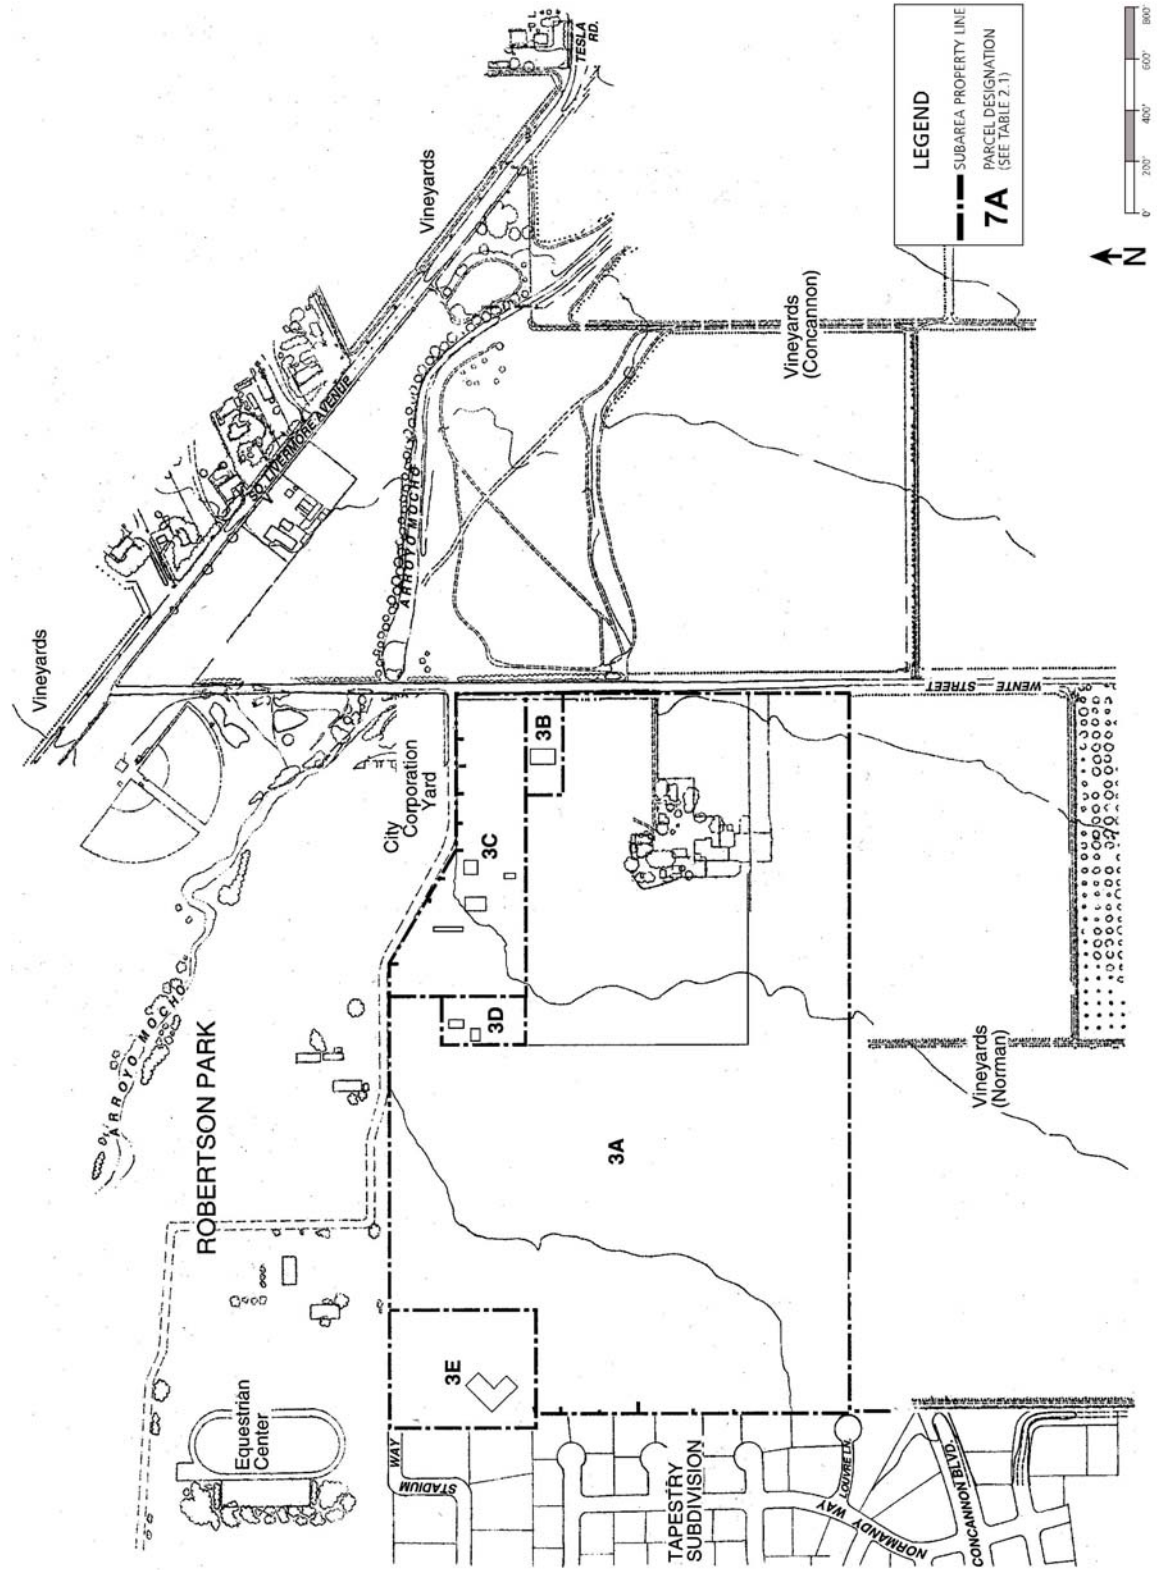 Vineyards
Vineyards
TESLA
RD.
SO. LIVERMORE AVENUE
ARROYO MOCHO
ARROYO MOCHO
ROBERTSON PARK
City
Corporation
Yard
Equestrian
Center
STADIUM
WAY
3E
3D
3C
3B
3A
Vineyards
(Concannon)
WENTE STREET
TAPESTRY
SUBDIVISION
LOUVRE LN.
NORMANDY WAY
CONCANNON BLVD.
Vineyards
(Norman)
LEGEND
SUBAREA PROPERTY LINE
7A
PARCEL DESIGNATION
(SEE TABLE 2.1)
N
0' 200' 400' 600' 800'